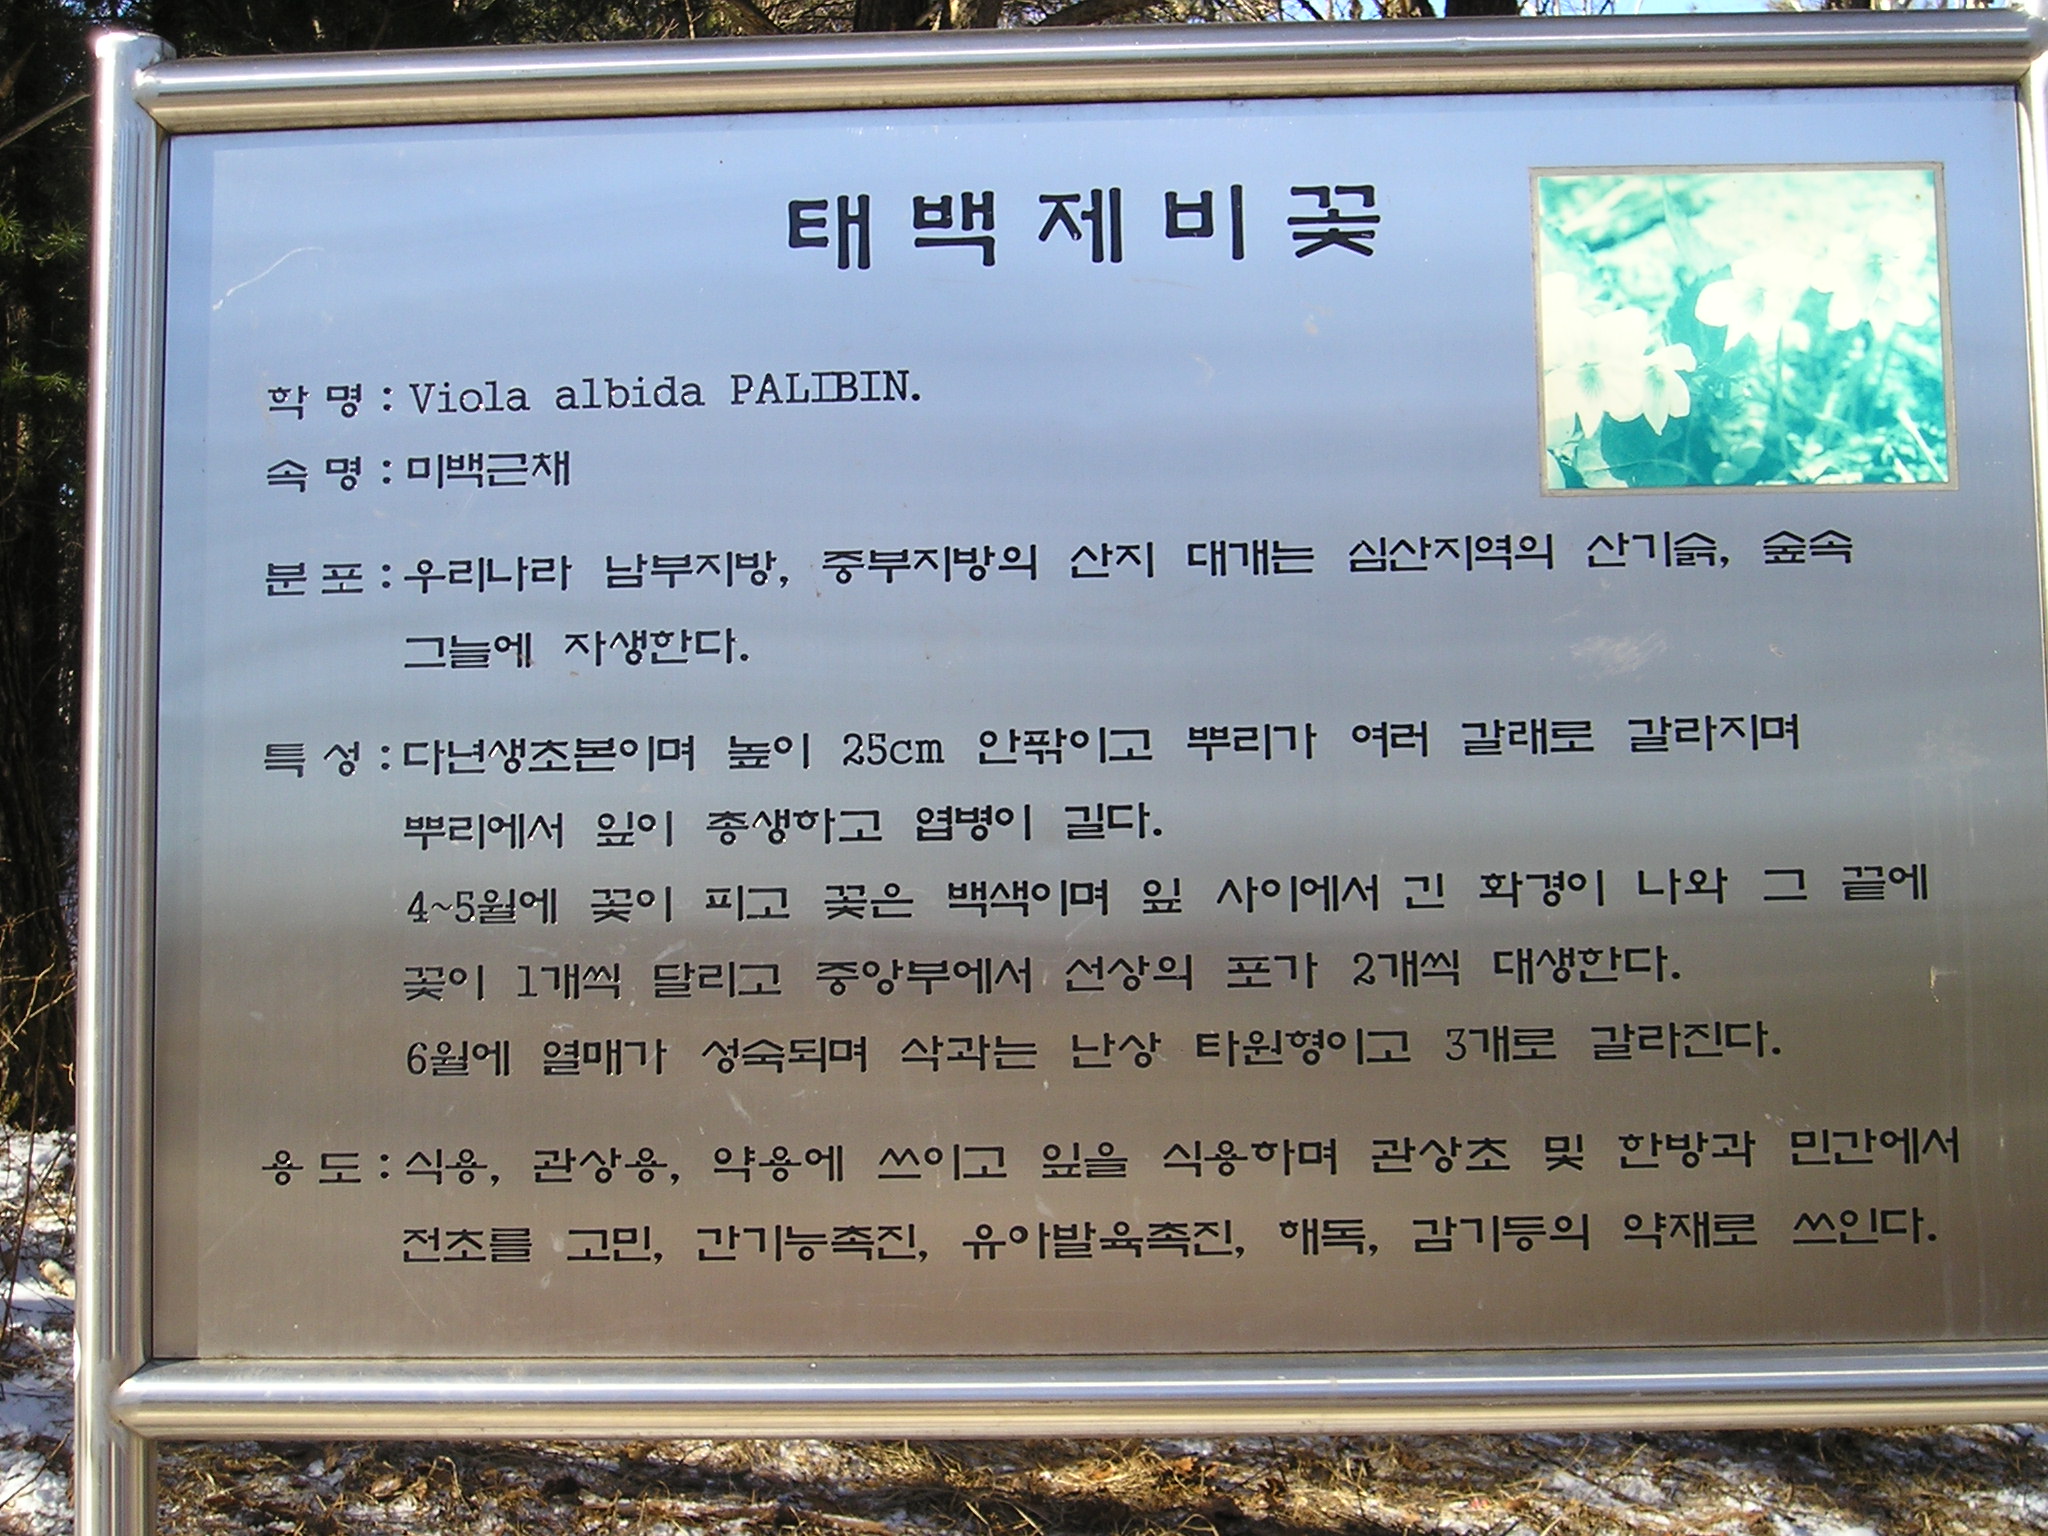 태백제비꽃
학 명 : Viola albida PALIBIN.
속 명 : 미백근채
분 포 : 우리나라 남부지방, 중부지방의 산지 대개는 심산지역의 산기슭, 숲속
그늘에 자생한다.
특 성 : 다년생초본이며 높이 25cm 안팎이고 뿌리가 여러 갈래로 갈라지며
뿌리에서 잎이 총생하고 엽병이 길다.
4~5월에 꽃이 피고 꽃은 백색이며 잎 사이에서 긴 화경이 나와 그 끝에
꽃이 1개씩 달리고 중앙부에서 선상의 포가 2개씩 대생한다.
6월에 열매가 성숙되며 삭과는 난상 타원형이고 3개로 갈라진다.
용 도 : 식용, 관상용, 약용에 쓰이고 잎을 식용하며 관상초 및 한방과 민간에서
전초를 고민, 간기능촉진, 유아발육촉진, 해독, 감기등의 약재로 쓰인다.